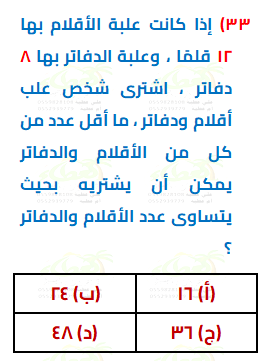 ٣٣) إذا كانت علبة الأقلام بها
١٢ قلمًا ، وعلبة الدفاتر بها ٨
دفاتر ، اشترى شخص علب
أقلام ودفاتر ، ما أقل عدد من
كل من الأقلام والدفاتر
يمكن أن يشتريه بحيث
يتساوى عدد الأقلام والدفاتر
؟
(أ) ١٦
(ب) ٢٤
(ج) ٣٦
(د) ٤٨